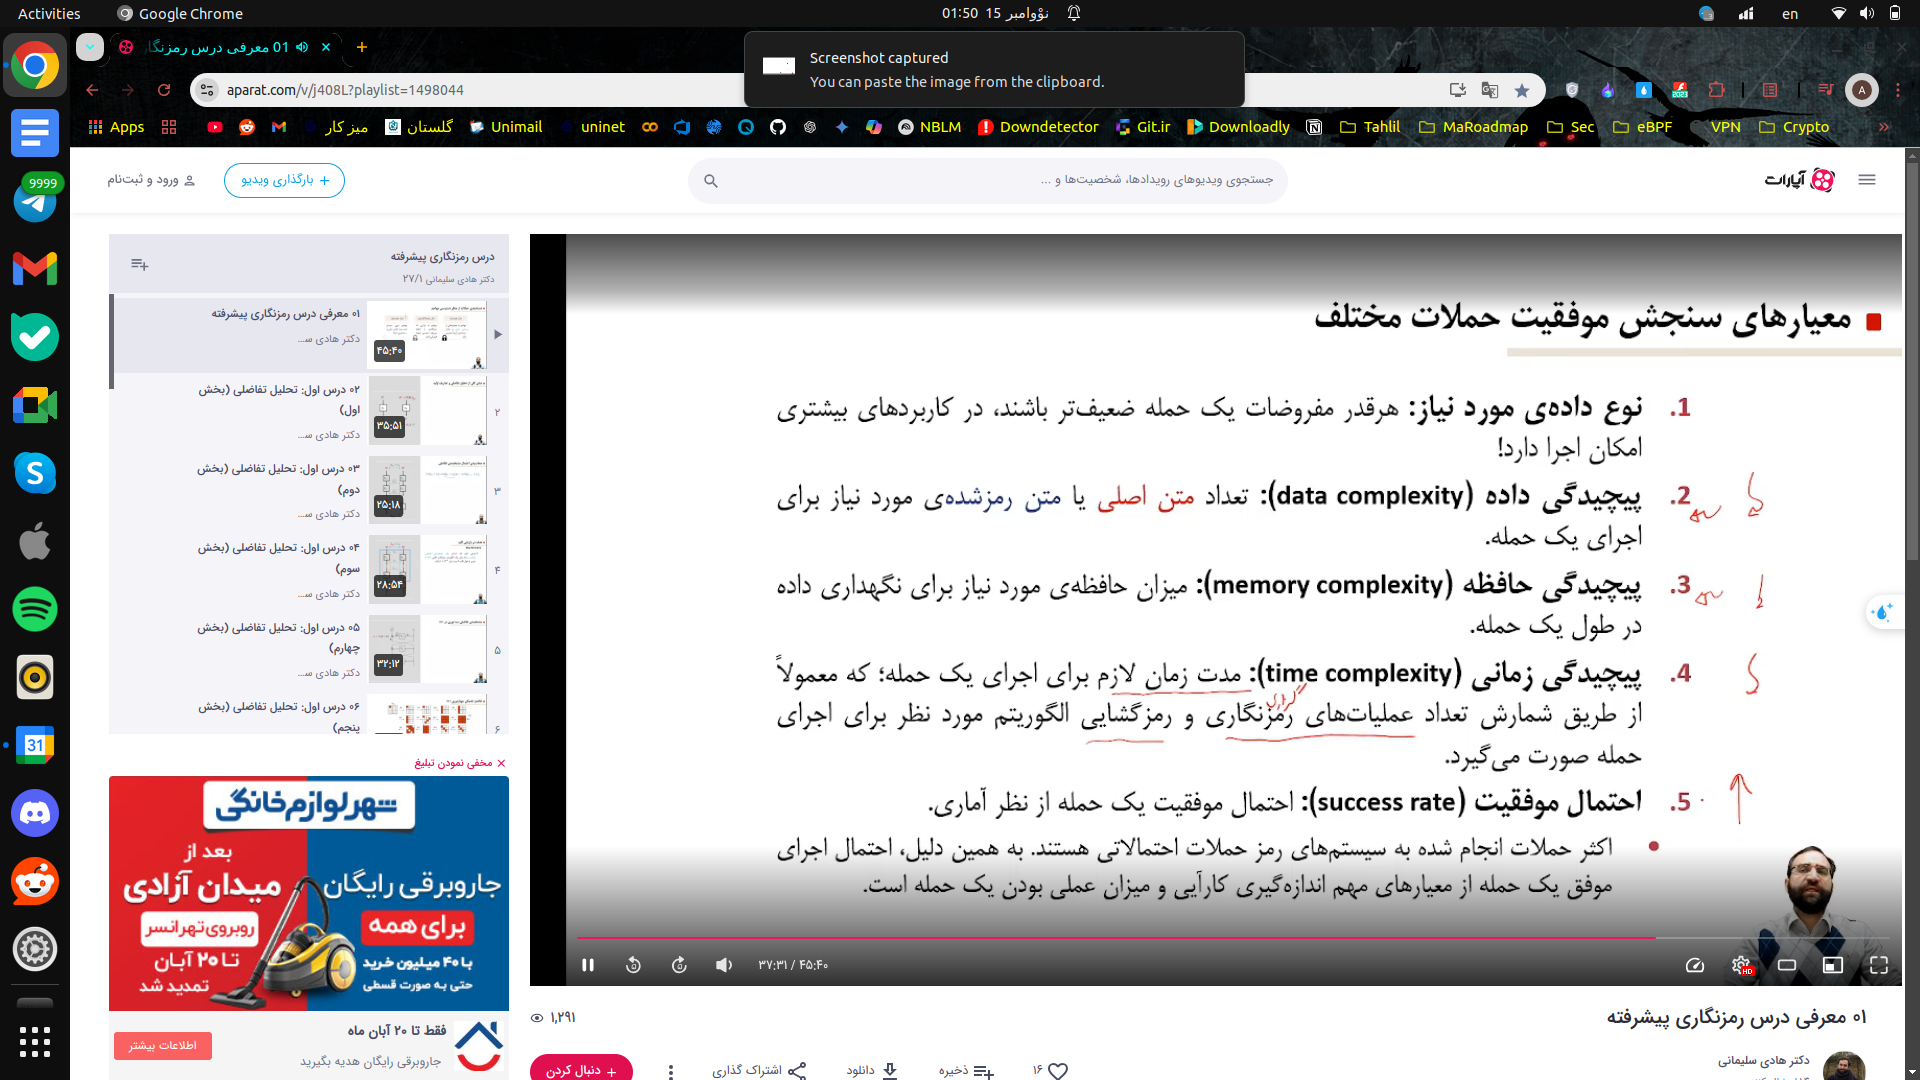 Activities
Google Chrome
نوْوامبر 15 01:50
en
01 معرفی درس رمزنگار
Screenshot captured
You can paste the image from the clipboard.
aparat.com/v/j408L?playlist=1498044
Apps
میز کار
گلستان
Unimail
uninet
NBLM
Downdetector
Git.ir
Downloadly
Tahlil
MaRoadmap
Sec
eBPF
VPN
Crypto
9999
آپارات
جستجوی ویدیوهای رویدادها، شخصیت‌ها و ...
بارگذاری ویدیو
ورود و ثبت‌نام
درس رمزنگاری پیشرفته
دکتر هادی سلیمانی ۲۷/۱
۰۱ معرفی درس رمزنگاری پیشرفته
دکتر هادی سـ...
۴۵:۴۰
۲
۰۲ درس اول: تحلیل تفاضلی (بخش
اول)
دکتر هادی سـ...
۳۵:۵۱
۳
۰۳ درس اول: تحلیل تفاضلی (بخش
دوم)
دکتر هادی سـ...
۲۵:۱۸
۴
۰۴ درس اول: تحلیل تفاضلی (بخش
سوم)
دکتر هادی سـ...
۲۸:۵۴
۵
۰۵ درس اول: تحلیل تفاضلی (بخش
چهارم)
دکتر هادی سـ...
۳۲:۱۲
۶
۰۶ درس اول: تحلیل تفاضلی (بخش
پنجم)
مخفی نمودن تبلیغ
شهر لوازم خانگی
بعد از
میدان آزادی
روبروی تهرانسر
تا ۲۰ آبان
تمدید شد
جاروبرقی رایگان
برای همه
با ۴۰ میلیون خرید
حتی به صورت قسطی
فقط تا ۲۰ آبان ماه
جاروبرقی رایگان هدیه بگیرید
اطلاعات بیشتر
معیارهای سنجش موفقیت حملات مختلف
1. نوع داده‌ی مورد نیاز: هرقدر مفروضات یک حمله ضعیف‌تر باشند، در کاربردهای بیشتری
امکان اجرا دارد!
2. پیچیدگی داده (data complexity): تعداد متن اصلی یا متن رمزشده‌ی مورد نیاز برای
اجرای یک حمله.
3. پیچیدگی حافظه (memory complexity): میزان حافظه‌ی مورد نیاز برای نگهداری داده
در طول یک حمله.
4. پیچیدگی زمانی (time complexity): مدت زمان لازم برای اجرای یک حمله؛ که معمولاً
از طریق شمارش تعداد عملیات‌های رمزنگاری و رمزگشایی الگوریتم مورد نظر برای اجرای
حمله صورت می‌گیرد.
5. احتمال موفقیت (success rate): احتمال موفقیت یک حمله از نظر آماری.
• اکثر حملات انجام شده به سیستم‌های رمز حملات احتمالاتی هستند. به همین دلیل، احتمال اجرای
موفق یک حمله از معیارهای مهم اندازه‌گیری کارآیی و میزان عملی بودن یک حمله است.
۳۷:۳۱ / ۴۵:۴۰
HD
۰۱ معرفی درس رمزنگاری پیشرفته
۱,۲۹۱
دکتر هادی سلیمانی
۱۶
ذخیره
دانلود
اشتراک گذاری
دنبال کردن